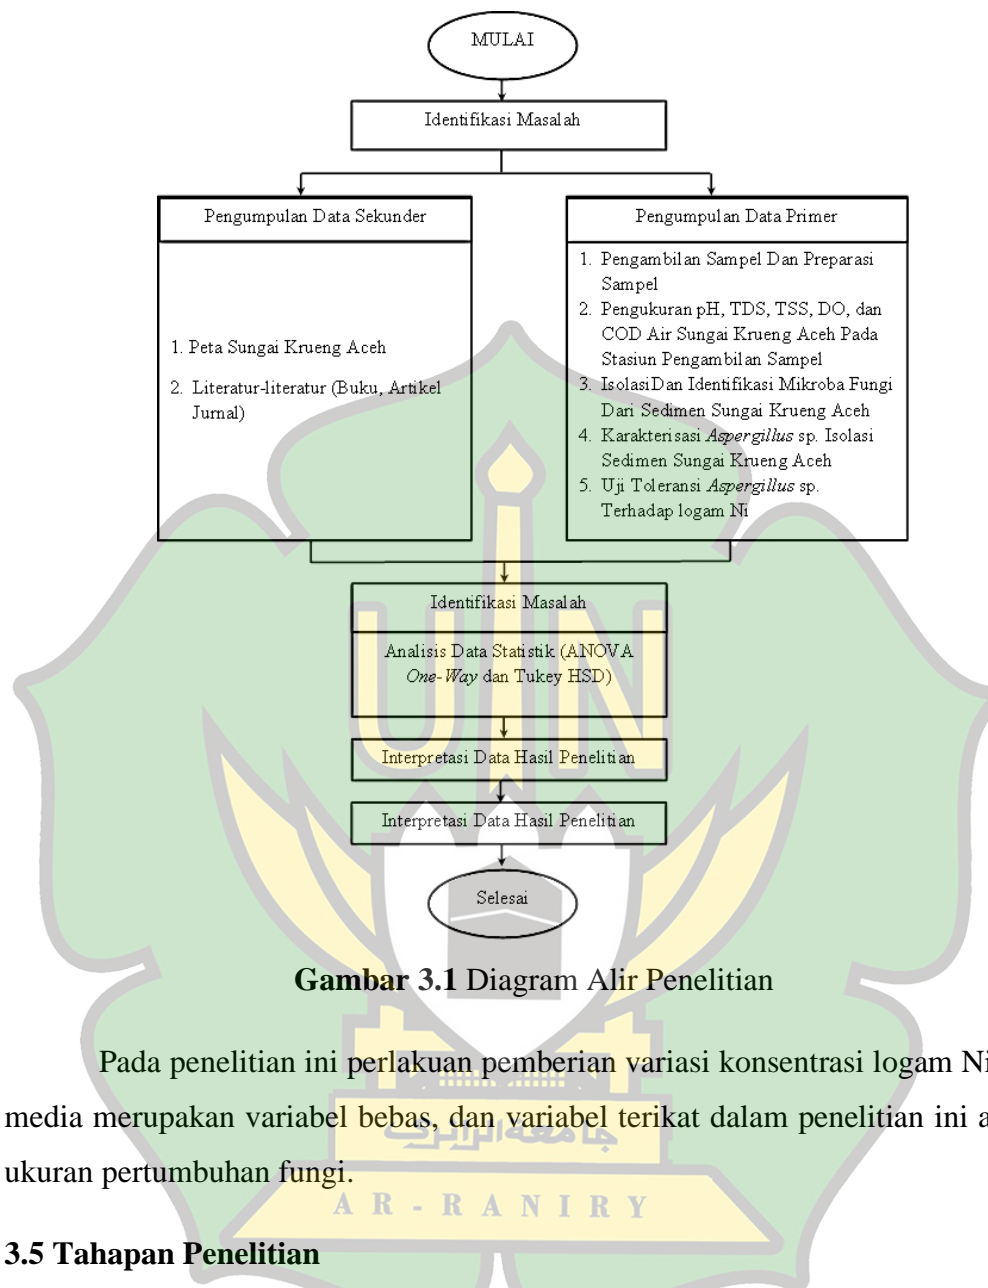 MULAI
Identifikasi Masalah
Pengumpulan Data Sekunder
1. Peta Sungai Krueng Aceh
2. Literatur-literatur (Buku, Artikel
Jurnal)
Pengumpulan Data Primer
1. Pengambilan Sampel Dan Preparasi
Sampel
2. Pengukuran pH, TDS, TSS, DO, dan
COD Air Sungai Krueng Aceh Pada
Stasiun Pengambilan Sampel
3. IsolasiDan Identifikasi Mikroba Fungi
Dari Sedimen Sungai Krueng Aceh
4. Karakterisasi Aspergillus sp. Isolasi
Sedimen Sungai Krueng Aceh
5. Uji Toleransi Aspergillus sp.
Terhadap logam Ni
Identifikasi Masalah
Analisis Data Statistik (ANOVA
One-Way dan Tukey HSD)
Interpretasi Data Hasil Penelitian
Interpretasi Data Hasil Penelitian
Selesai
UIN
Gambar 3.1 Diagram Alir Penelitian
Pada penelitian ini perlakuan pemberian variasi konsentrasi logam Ni
media merupakan variabel bebas, dan variabel terikat dalam penelitian ini a
ukuran pertumbuhan fungi.
جامعة الرانري
AR-RANIRY
3.5 Tahapan Penelitian